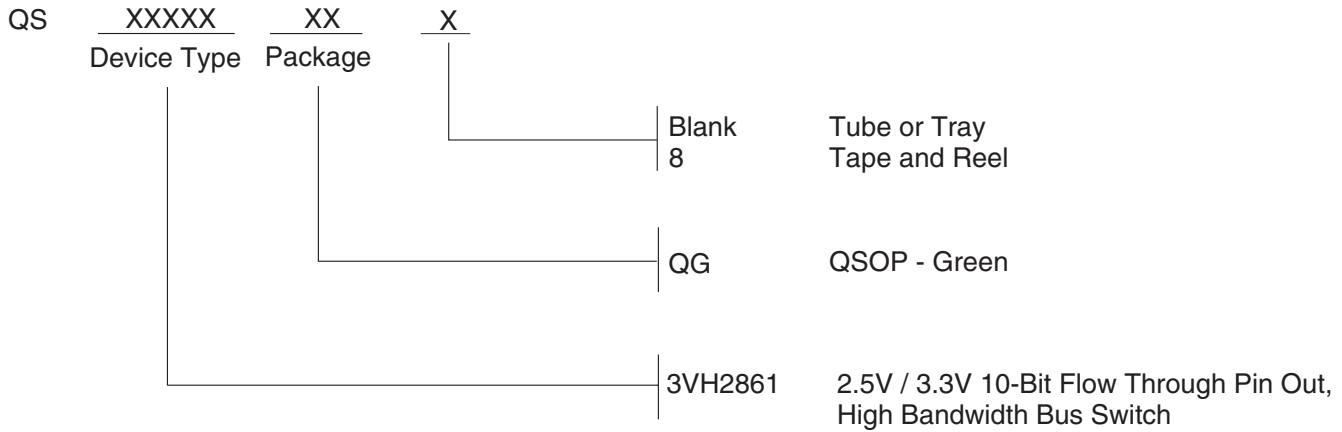 QS XXXXX XX X
Device Type Package
Blank Tube or Tray
8 Tape and Reel
QG QSOP - Green
3VH2861 2.5V / 3.3V 10-Bit Flow Through Pin Out,
High Bandwidth Bus Switch